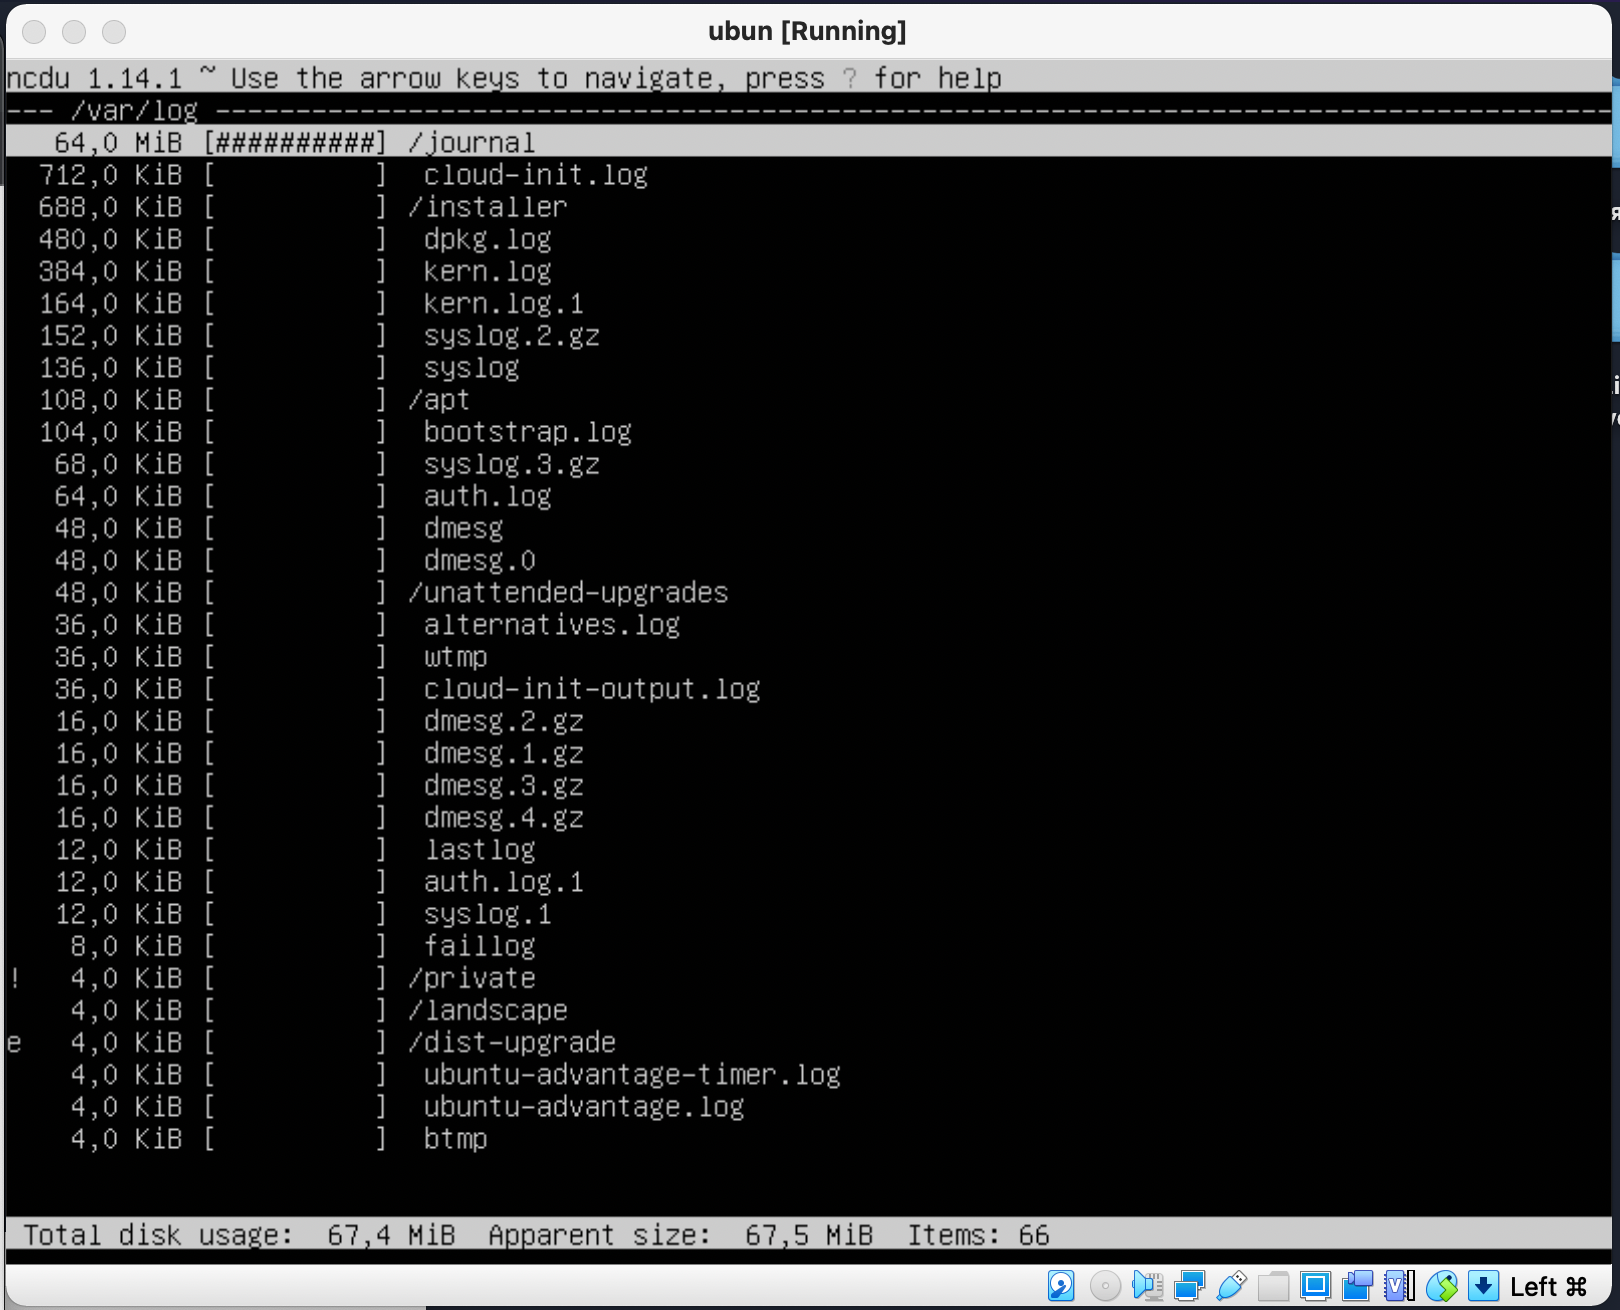 ubun [Running]
ncdu 1.14.1 ~ Use the arrow keys to navigate, press ? for help
--- /var/log ---------------------------------------------------------------------------------------
64,0 MiB [##########] /journal
712,0 KiB [          ]  cloud-init.log
688,0 KiB [          ] /installer
480,0 KiB [          ]  dpkg.log
384,0 KiB [          ]  kern.log
164,0 KiB [          ]  kern.log.1
152,0 KiB [          ]  syslog.2.gz
136,0 KiB [          ]  syslog
108,0 KiB [          ] /apt
104,0 KiB [          ]  bootstrap.log
68,0 KiB [          ]  syslog.3.gz
64,0 KiB [          ]  auth.log
48,0 KiB [          ]  dmesg
48,0 KiB [          ]  dmesg.0
48,0 KiB [          ] /unattended-upgrades
36,0 KiB [          ]  alternatives.log
36,0 KiB [          ]  wtmp
36,0 KiB [          ]  cloud-init-output.log
16,0 KiB [          ]  dmesg.2.gz
16,0 KiB [          ]  dmesg.1.gz
16,0 KiB [          ]  dmesg.3.gz
16,0 KiB [          ]  dmesg.4.gz
12,0 KiB [          ]  lastlog
12,0 KiB [          ]  auth.log.1
12,0 KiB [          ]  syslog.1
8,0 KiB [          ]  faillog
! 4,0 KiB [          ] /private
4,0 KiB [          ] /landscape
e 4,0 KiB [          ] /dist-upgrade
4,0 KiB [          ]  ubuntu-advantage-timer.log
4,0 KiB [          ]  ubuntu-advantage.log
4,0 KiB [          ]  btmp
Total disk usage: 67,4 MiB Apparent size: 67,5 MiB Items: 66
Left ⌘